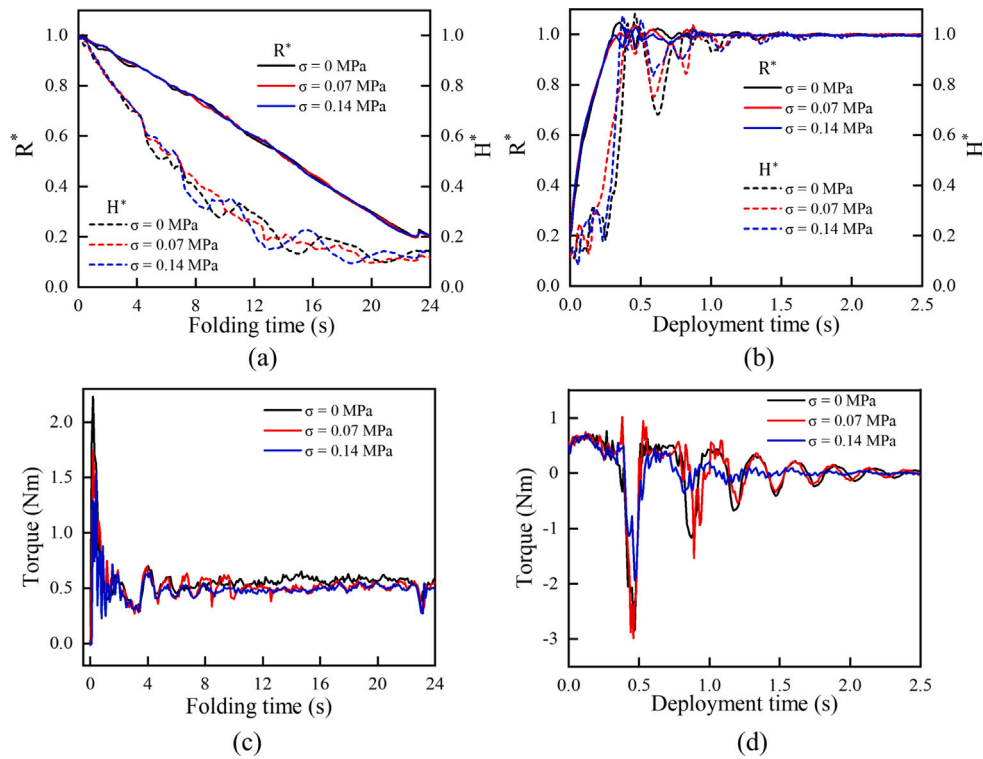 R*
σ = 0 MPa
σ = 0.07 MPa
σ = 0.14 MPa
H*
σ = 0 MPa
σ = 0.07 MPa
σ = 0.14 MPa
1.0
0.8
0.6
0.4
0.2
0.0
R*
1.0
0.8
0.6
0.4
0.2
0.0
H*
0 4 8 12 16 20 24
Folding time (s)
(a)
R*
σ = 0 MPa
σ = 0.07 MPa
σ = 0.14 MPa
H*
σ = 0 MPa
σ = 0.07 MPa
σ = 0.14 MPa
1.0
0.8
0.6
0.4
0.2
0.0
R*
1.0
0.8
0.6
0.4
0.2
0.0
H*
0.0 0.5 1.0 1.5 2.0 2.5
Deployment time (s)
(b)
σ = 0 MPa
σ = 0.07 MPa
σ = 0.14 MPa
2.0
1.5
1.0
0.5
0.0
Torque (Nm)
0 4 8 12 16 20 24
Folding time (s)
(c)
σ = 0 MPa
σ = 0.07 MPa
σ = 0.14 MPa
1
0
-1
-2
-3
Torque (Nm)
0.0 0.5 1.0 1.5 2.0 2.5
Deployment time (s)
(d)